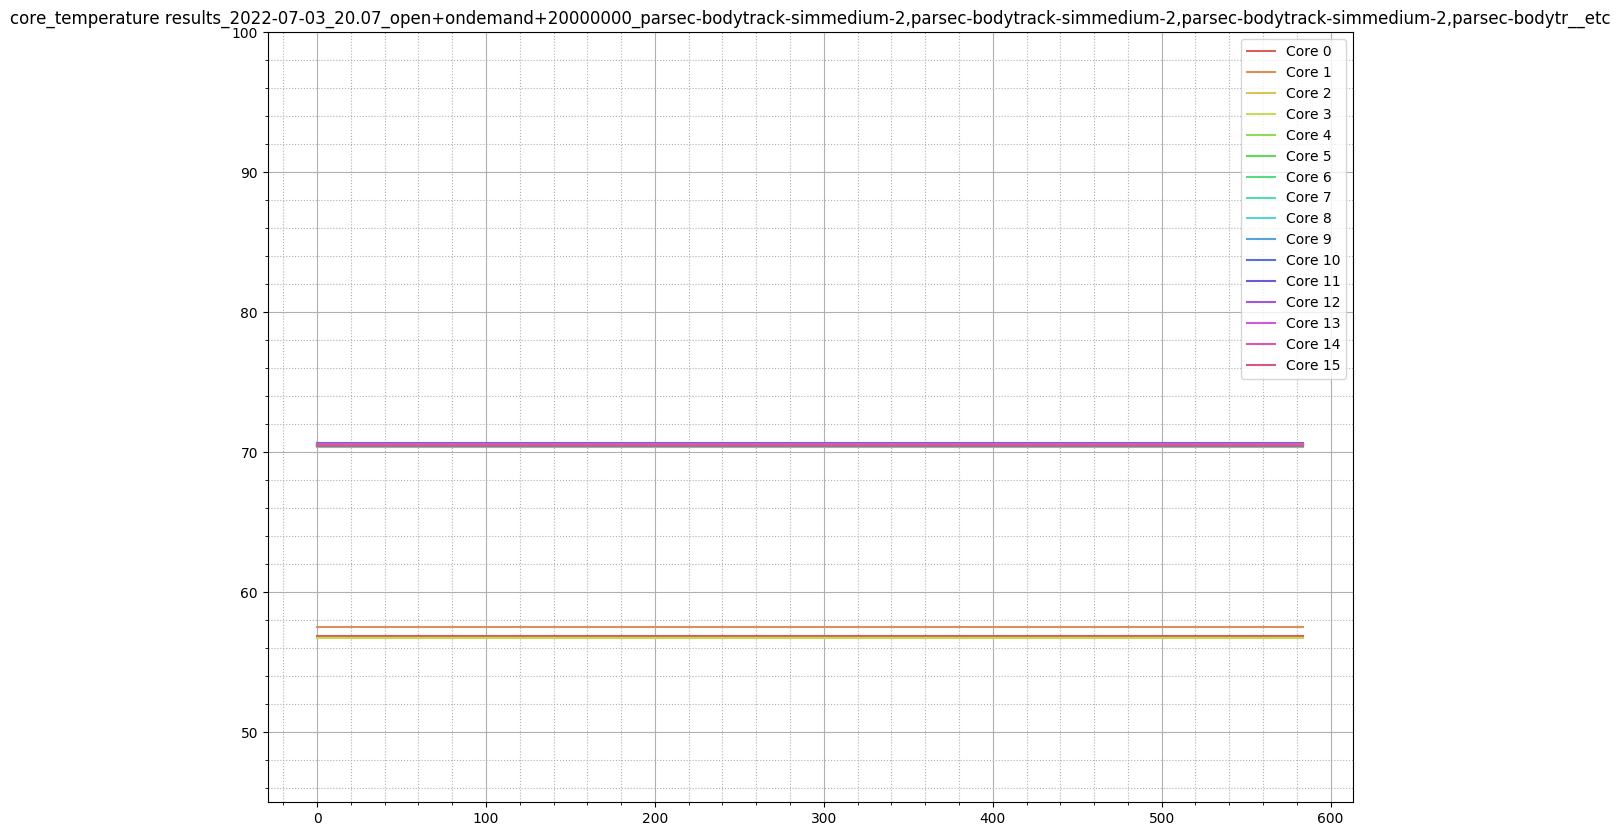 core_temperature results_2022-07-03_20.07_open+ondemand+20000000_parsec-bodytrack-simmedium-2,parsec-bodytrack-simmedium-2,parsec-bodytrack-simmedium-2,parsec-bodytr__etc
100
90
80
70
60
50
Core 0
Core 1
Core 2
Core 3
Core 4
Core 5
Core 6
Core 7
Core 8
Core 9
Core 10
Core 11
Core 12
Core 13
Core 14
Core 15
0 100 200 300 400 500 600